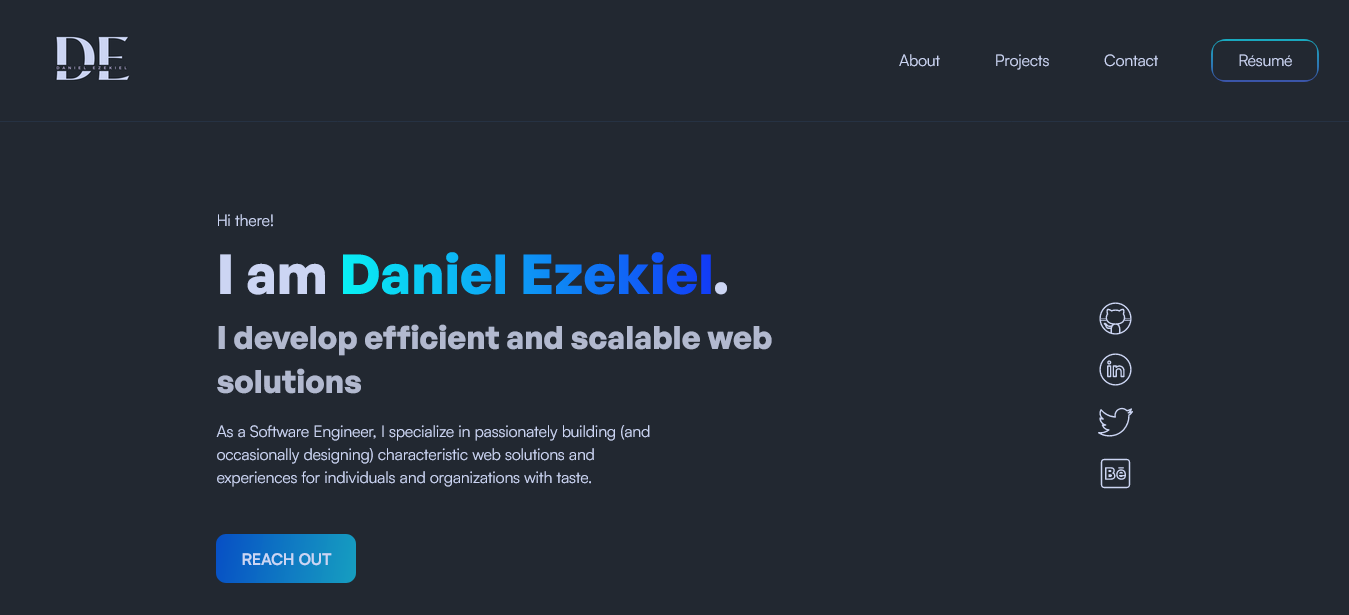 DE
DANIEL EZEKIEL
About
Projects
Contact
Résumé
Hi there!
I am Daniel Ezekiel.
I develop efficient and scalable web
solutions
As a Software Engineer, I specialize in passionately building (and
occasionally designing) characteristic web solutions and
experiences for individuals and organizations with taste.
in
Bē
REACH OUT